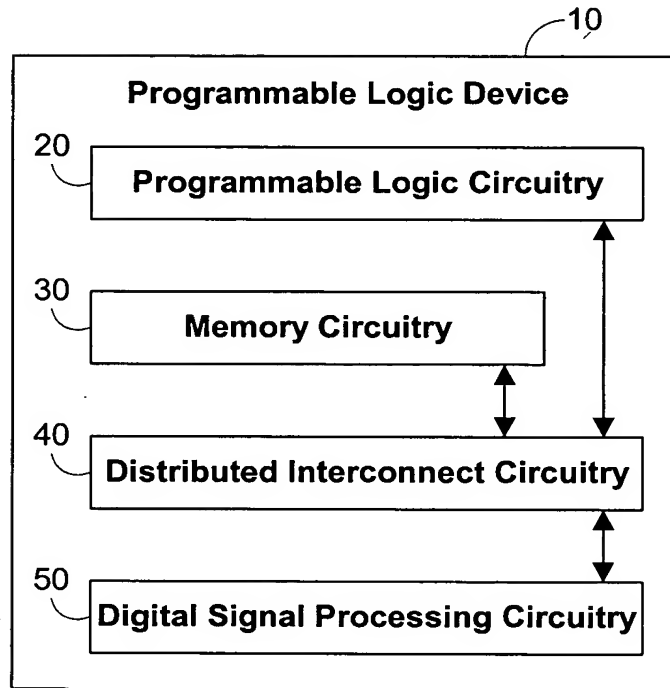 10
Programmable Logic Device
20
Programmable Logic Circuitry
30
Memory Circuitry
40
Distributed Interconnect Circuitry
50
Digital Signal Processing Circuitry